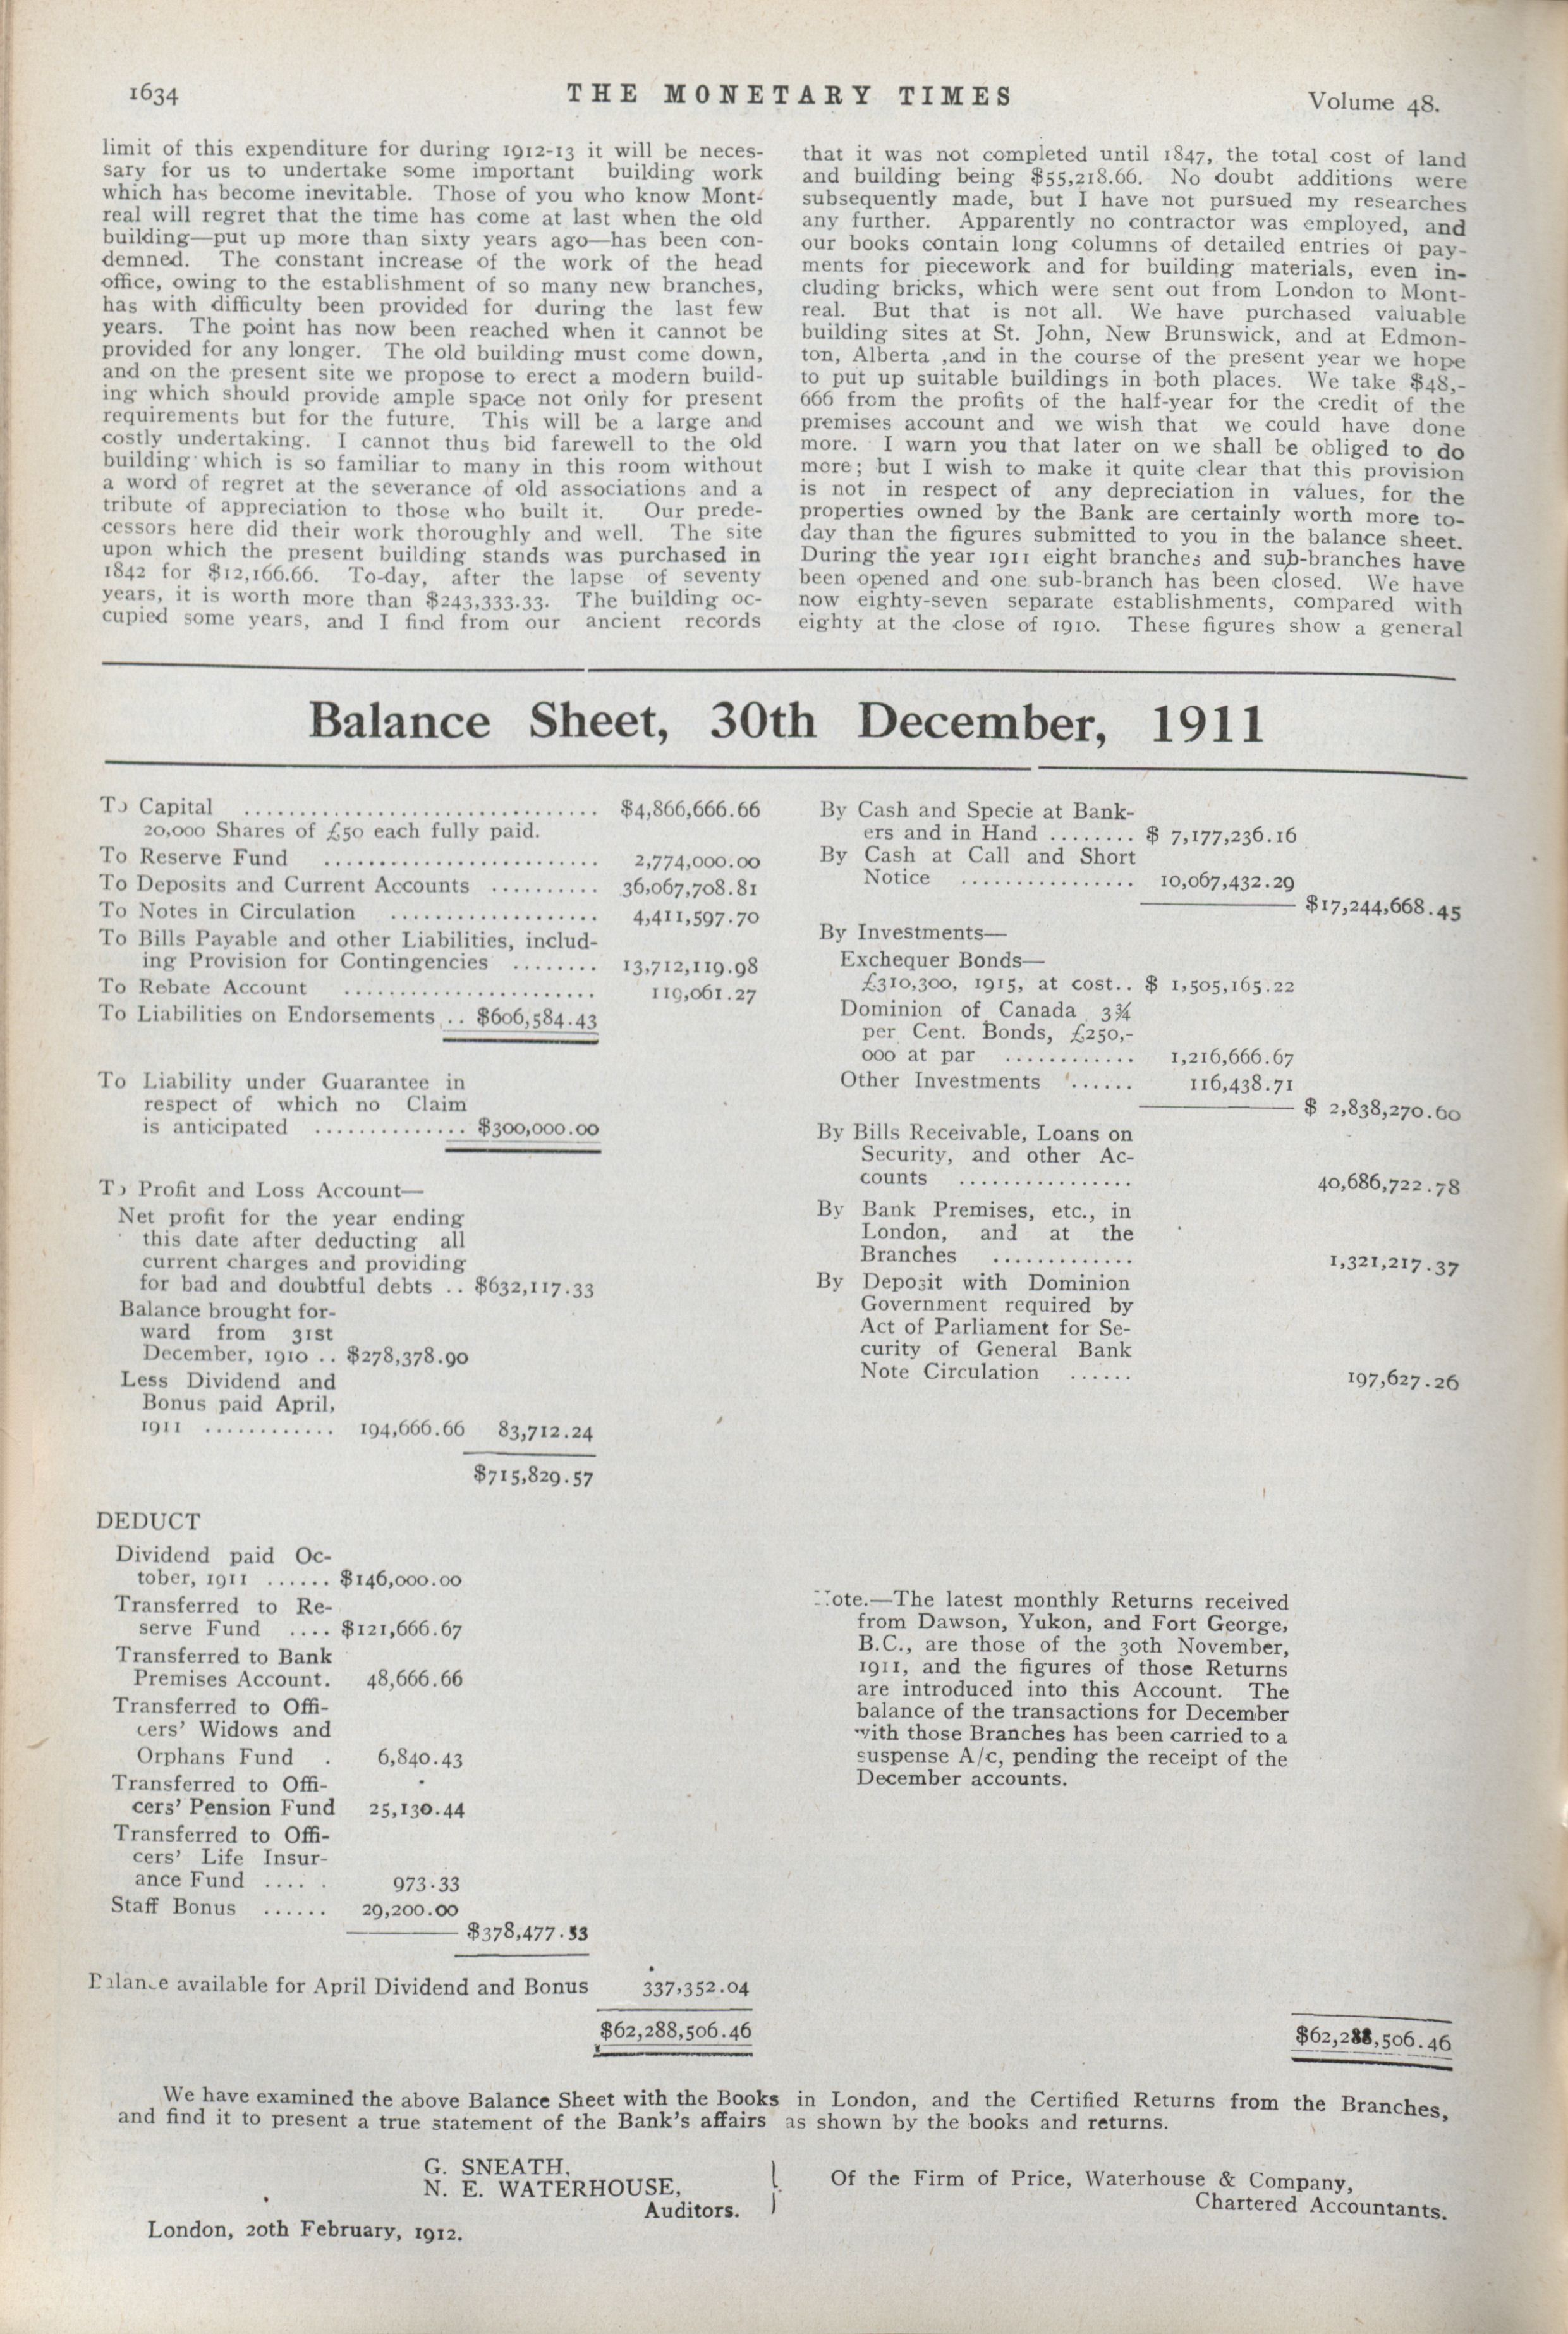 1634
THE MONETARY TIMES
Volume 48.
limit of this expenditure for during 1912-13 it will be neces-
sary for us to undertake some important building work
which has become inevitable. Those of you who know Mont-
real will regret that the time has come at last when the old
building—put up more than sixty years ago—has been con-
demned. The constant increase of the work of the head
office, owing to the establishment of so many new branches,
has with difficulty been provided for during the last few
years. The point has now been reached when it cannot be
provided for any longer. The old building must come down,
and on the present site we propose to erect a modern build-
ing which should provide ample space not only for present
requirements but for the future. This will be a large and
costly undertaking. I cannot thus bid farewell to the old
building which is so familiar to many in this room without
a word of regret at the severance of old associations and a
tribute of appreciation to those who built it. Our prede-
cessors here did their work thoroughly and well. The site
upon which the present building stands was purchased in
1842 for $12,166.66. To-day, after the lapse of seventy
years, it is worth more than $243,333.33. The building oc-
cupied some years, and I find from our ancient records
that it was not completed until 1847, the total cost of land
and building being $55,218.66. No doubt additions were
subsequently made, but I have not pursued my researches
any further. Apparently no contractor was employed, and
our books contain long columns of detailed entries of pay-
ments for piecework and for building materials, even in-
cluding bricks, which were sent out from London to Mont-
real. But that is not all. We have purchased valuable
building sites at St. John, New Brunswick, and at Edmon-
ton, Alberta ,and in the course of the present year we hope
to put up suitable buildings in both places. We take $48,-
666 from the profits of the half-year for the credit of the
premises account and we wish that we could have done
more. I warn you that later on we shall be obliged to do
more; but I wish to make it quite clear that this provision
is not in respect of any depreciation in values, for the
properties owned by the Bank are certainly worth more to-
day than the figures submitted to you in the balance sheet.
During the year 1911 eight branches and sub-branches have
been opened and one sub-branch has been closed. We have
now eighty-seven separate establishments, compared with
eighty at the close of 1910. These figures show a general
Balance Sheet, 30th December, 1911
To Capital ................................ $4,866,666.66
20,000 Shares of £50 each fully paid.
To Reserve Fund ......................... 2,774,000.00
To Deposits and Current Accounts .......... 36,067,708.81
To Notes in Circulation ................... 4,411,597.70
To Bills Payable and other Liabilities, includ-
ing Provision for Contingencies ........ 13,712,119.98
To Rebate Account ....................... 119,061.27
To Liabilities on Endorsements .. $606,584.43
To Liability under Guarantee in
respect of which no Claim
is anticipated .............. $300,000.00
To Profit and Loss Account—
Net profit for the year ending
this date after deducting all
current charges and providing
for bad and doubtful debts .. $632,117.33
Balance brought for-
ward from 31st
December, 1910 .. $278,378.90
Less Dividend and
Bonus paid April,
1911 ............ 194,666.66 83,712.24
$715,829.57
DEDUCT
Dividend paid Oc-
tober, 1911 ...... $146,000.00
Transferred to Re-
serve Fund .... $121,666.67
Transferred to Bank
Premises Account. 48,666.66
Transferred to Offi-
cers' Widows and
Orphans Fund . 6,840.43
Transferred to Offi-
cers' Pension Fund 25,130.44
Transferred to Offi-
cers' Life Insur-
ance Fund .... . 973.33
Staff Bonus ...... 29,200.00
$378,477.53
Balance available for April Dividend and Bonus 337,352.04
$62,288,506.46
By Cash and Specie at Bank-
ers and in Hand ........ $ 7,177,236.16
By Cash at Call and Short
Notice ................ 10,067,432.29
$17,244,668.45
By Investments—
Exchequer Bonds—
£310,300, 1915, at cost.. $ 1,505,165.22
Dominion of Canada 3¾
per Cent. Bonds, £250,-
000 at par ............ 1,216,666.67
Other Investments ...... 116,438.71
$ 2,838,270.60
By Bills Receivable, Loans on
Security, and other Ac-
counts ................ 40,686,722.78
By Bank Premises, etc., in
London, and at the
Branches ............. 1,321,217.37
By Deposit with Dominion
Government required by
Act of Parliament for Se-
curity of General Bank
Note Circulation ...... 197,627.26
Note.—The latest monthly Returns received
from Dawson, Yukon, and Fort George,
B.C., are those of the 30th November,
1911, and the figures of those Returns
are introduced into this Account. The
balance of the transactions for December
with those Branches has been carried to a
suspense A/c, pending the receipt of the
December accounts.
$62,288,506.46
We have examined the above Balance Sheet with the Books in London, and the Certified Returns from the Branches,
and find it to present a true statement of the Bank's affairs as shown by the books and returns.
G. SNEATH,
N. E. WATERHOUSE,
Auditors.
Of the Firm of Price, Waterhouse & Company,
Chartered Accountants.
London, 20th February, 1912.